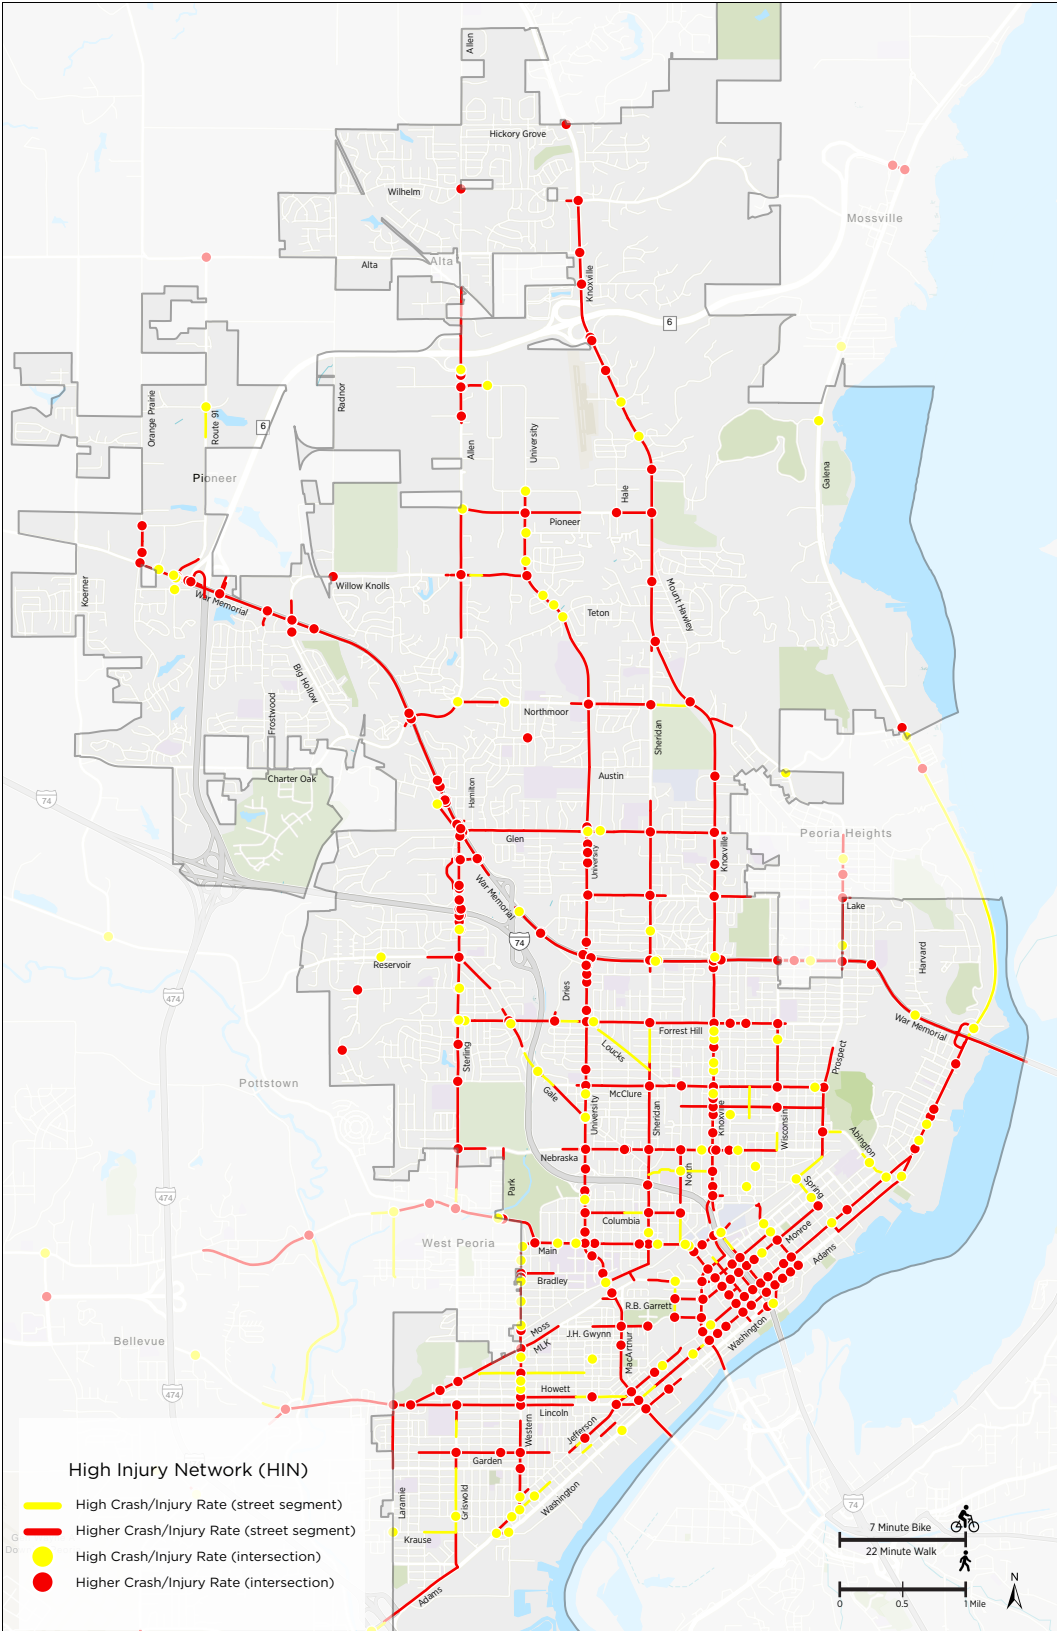 Allen
Hickory Grove
Wilhelm
Mossville
Alta
Alta
Knoxville
6
Radnor
Orange Prairie
Route 91
6
Allen
University
Galena
Pioneer
Hale
Pioneer
Koerner
Willow Knolls
War Memorial
Mount Hawley
Teton
Big Hollow
Frostwood
Northmoor
Sheridan
Charter Oak
Austin
74
Hamilton
Glen
Peoria Heights
University
Knoxville
War Memorial
Lake
74
Harvard
Reservoir
Dries
474
War Memorial
Forrest Hill
Loucks
Sterling
Prospect
Pottstown
Gale
McClure
University
Sheridan
Knoxville
Wisconsin
Abington
Nebraska
North
474
Park
Spring
Columbia
Monroe
West Peoria
Main
Adams
Bradley
R.B. Garrett
Moss
J.H. Gwynn
Washington
Bellevue
MLK
MacArthur
474
Howett
Lincoln
Western
Jefferson
Garden
Laramie
Griswold
Washington
Krause
Adams
74
High Injury Network (HIN)
High Crash/Injury Rate (street segment)
Higher Crash/Injury Rate (street segment)
High Crash/Injury Rate (intersection)
Higher Crash/Injury Rate (intersection)
7 Minute Bike
22 Minute Walk
N
0 0.5 1 Mile